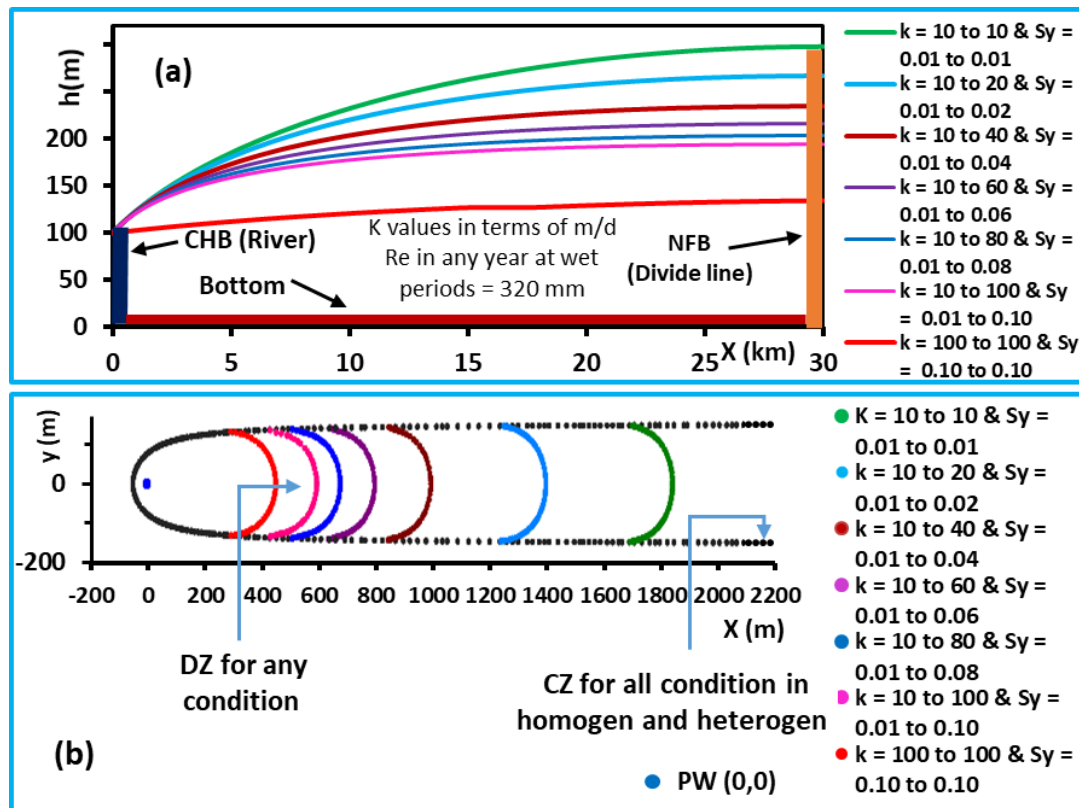 h(m)
(a)
200
150
100
50
0
CHB (River)
Bottom
K values in terms of m/d
Re in any year at wet
periods = 320 mm
NFB
(Divide line)
0
5
10
15
20
25
30
X (km)
k = 10 to 10 & Sy =
0.01 to 0.01
k = 10 to 20 & Sy =
0.01 to 0.02
k = 10 to 40 & Sy =
0.01 to 0.04
k = 10 to 60 & Sy =
0.01 to 0.06
k = 10 to 80 & Sy =
0.01 to 0.08
k = 10 to 100 & Sy
= 0.01 to 0.10
k = 100 to 100 & Sy
= 0.10 to 0.10
y (m)
0
-200
-200
0
200
400
600
800
1000
1200
1400
1600
1800
2000
2200
X (m)
DZ for any
condition
CZ for all condition in
homogen and heterogen
(b)
PW (0,0)
K = 10 to 10 & Sy =
0.01 to 0.01
k = 10 to 20 & Sy =
0.01 to 0.02
k = 10 to 40 & Sy =
0.01 to 0.04
k = 10 to 60 & Sy =
0.01 to 0.06
k = 10 to 80 & Sy =
0.01 to 0.08
k = 10 to 100 & Sy =
0.01 to 0.10
k = 100 to 100 & Sy =
0.10 to 0.10